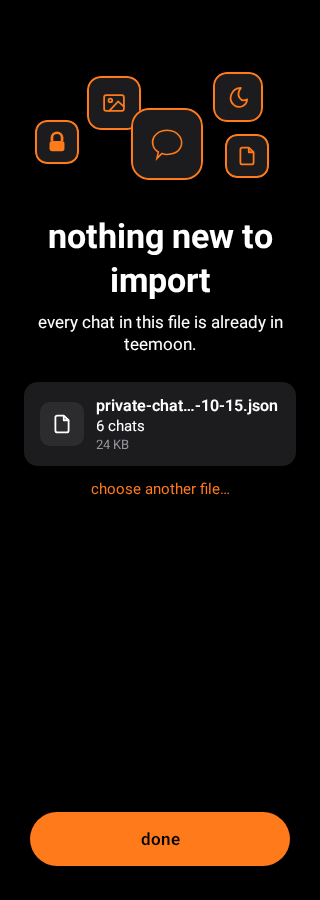 nothing new to
import
every chat in this file is already in
teemoon.
private-chat…-10-15.json
6 chats
24 KB
choose another file…
done